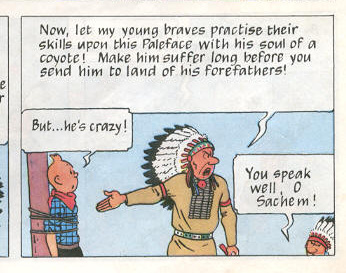 Now, let my young braves practise their
skills upon this Paleface with his soul of a
coyote! Make him suffer long before you
send him to land of his forefathers!
But...he's crazy!
You speak
well, O
Sachem!